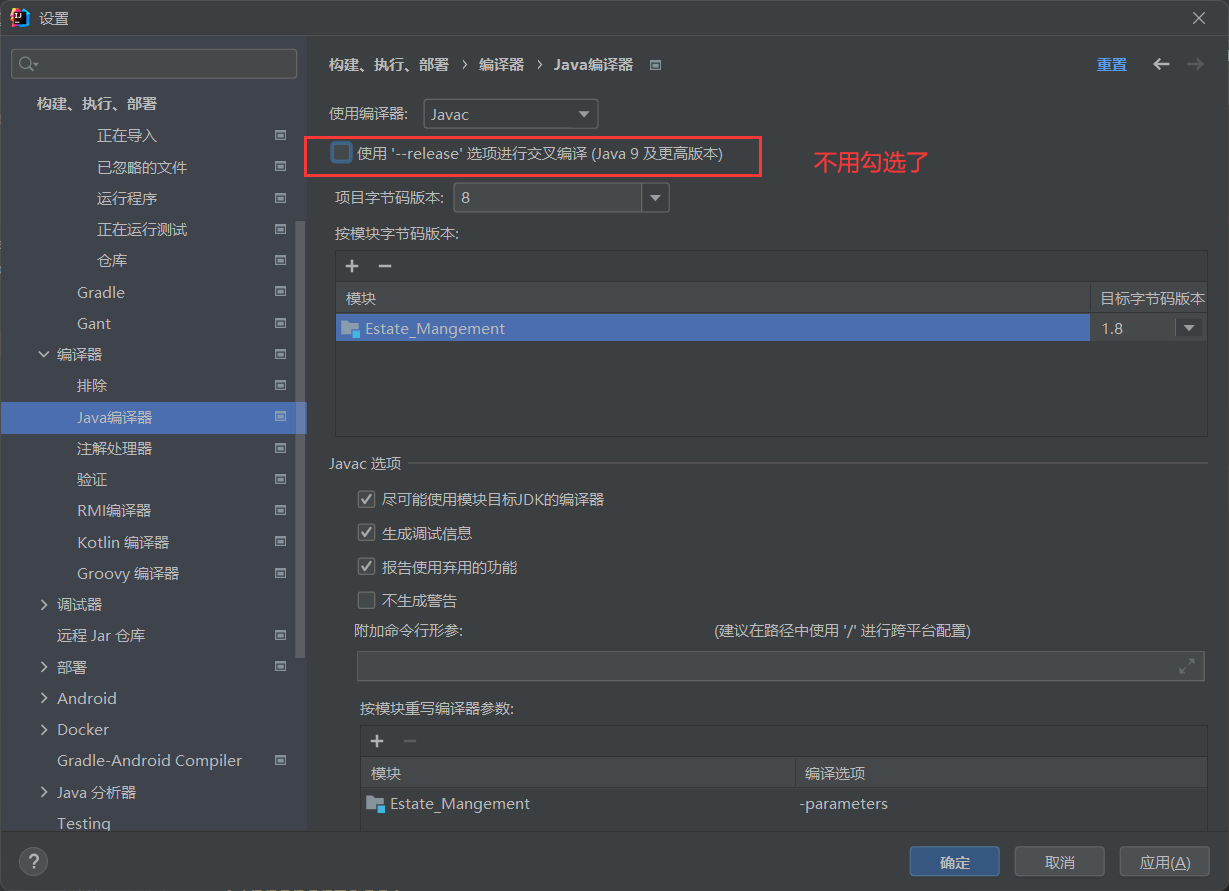 设置
构建、执行、部署 › 编译器 › Java编译器
重置
构建、执行、部署
正在导入
已忽略的文件
运行程序
正在运行测试
仓库
Gradle
Gant
编译器
排除
Java编译器
注解处理器
验证
RMI编译器
Kotlin 编译器
Groovy 编译器
调试器
远程 Jar 仓库
部署
Android
Docker
Gradle-Android Compiler
Java 分析器
Testing
使用编译器: Javac
使用 '--release' 选项进行交叉编译 (Java 9 及更高版本)
不用勾选了
项目字节码版本: 8
按模块字节码版本:
模块 目标字节码版本
Estate_Mangement 1.8
Javac 选项
尽可能使用模块目标JDK的编译器
生成调试信息
报告使用弃用的功能
不生成警告
附加命令行形参: (建议在路径中使用 '/' 进行跨平台配置)
按模块重写编译器参数:
模块 编译选项
Estate_Mangement -parameters
? 确定 取消 应用(A)